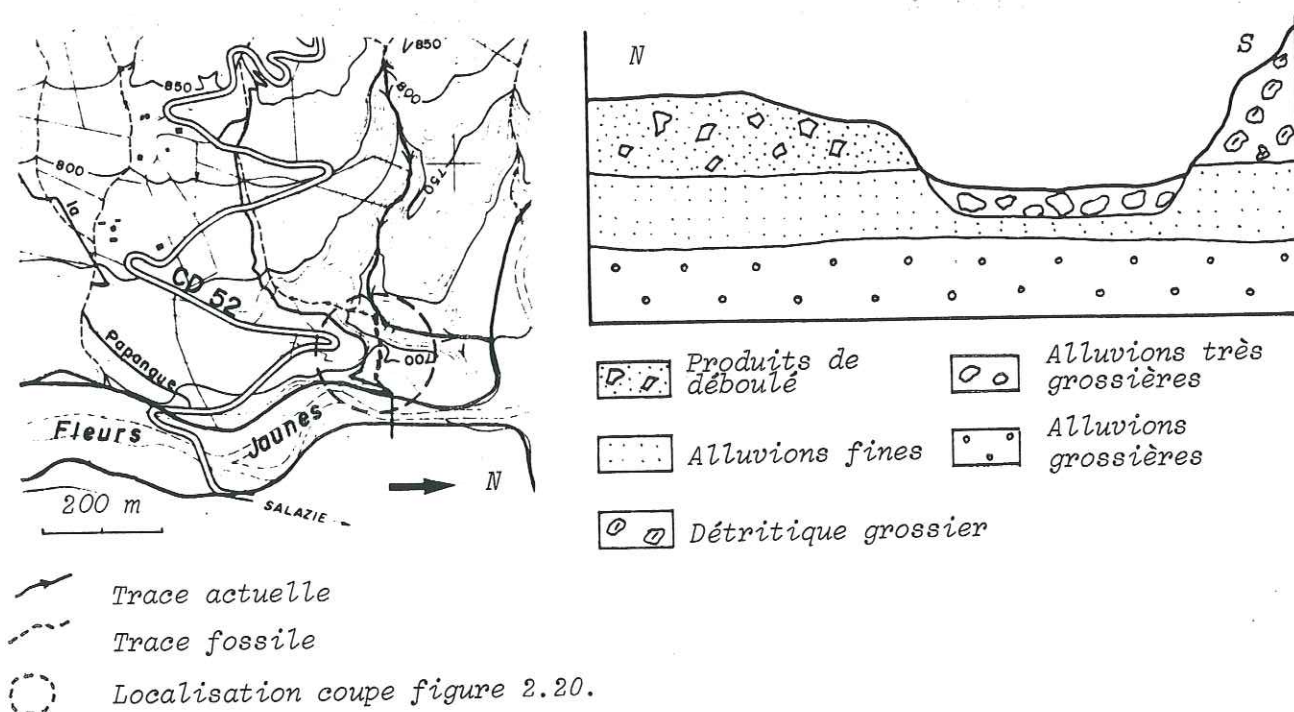 850
850
800
750
800
la
CD 52
Papangue
700
Fleurs
Jaunes
N
200 m
SALAZIE
Trace actuelle
Trace fossile
Localisation coupe figure 2.20.
N
S
Produits de
déboulé
Alluvions très
grossières
Alluvions fines
Alluvions
grossières
Détritique grossier